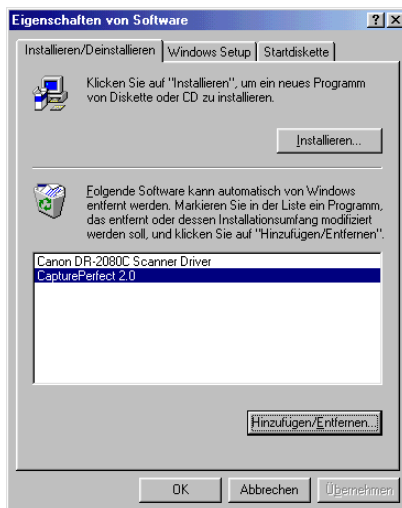 Eigenschaften von Software
Installieren/Deinstallieren Windows Setup Startdiskette
Klicken Sie auf "Installieren", um ein neues Programm
von Diskette oder CD zu installieren.
Installieren...
Folgende Software kann automatisch von Windows
entfernt werden. Markieren Sie in der Liste ein Programm,
das entfernt oder dessen Installationsumfang modifiziert
werden soll, und klicken Sie auf "Hinzufügen/Entfernen".
Canon DR-2080C Scanner Driver
CapturePerfect 2.0
Hinzufügen/Entfernen...
OK Abbrechen Übernehmen